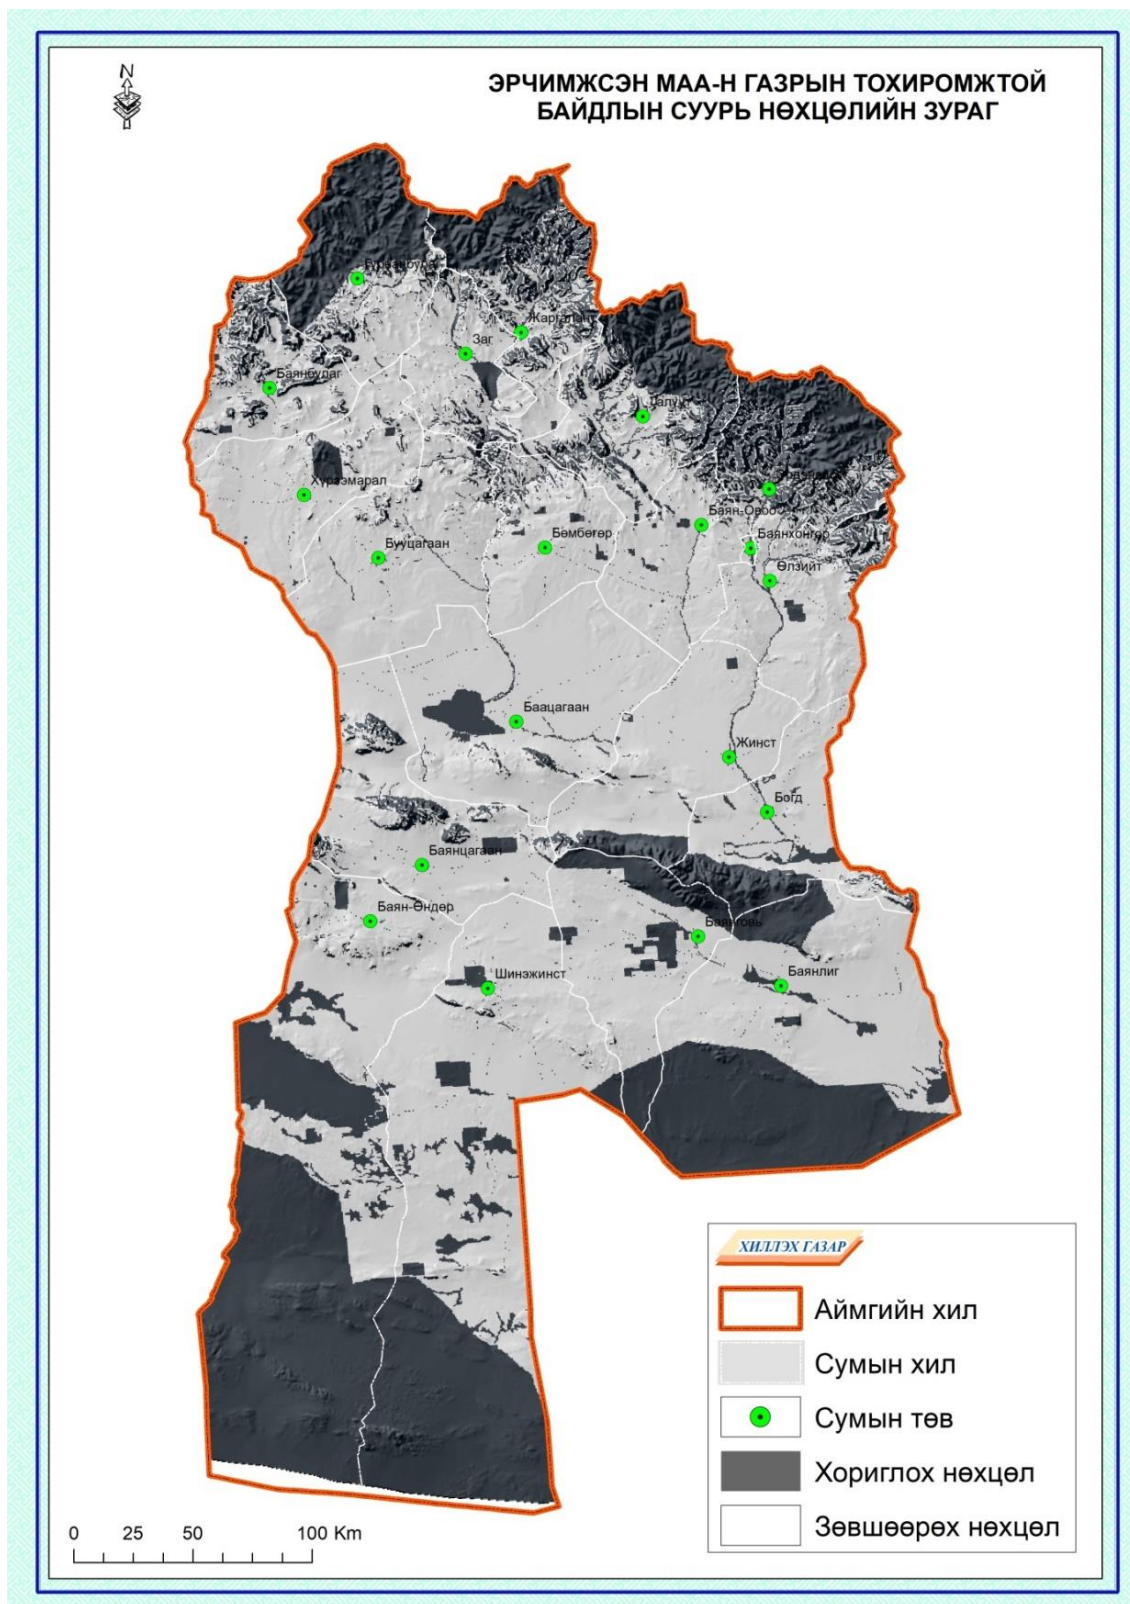 N
ЭРЧИМЖСЭН МАА-Н ГАЗРЫН ТОХИРОМЖТОЙ
БАЙДЛЫН СУУРЬ НӨХЦӨЛИЙН ЗУРАГ
Жаргалант
Заг
Баянбулаг
Галуут
Хүрээмарал
Баян-Овоо
Бууцагаан
Бөмбөгөр
Баянхонгор
Өлзийт
Баацагаан
Жинст
Богд
Баянцагаан
Баян-Өндөр
Баянговь
Шинэжинст
Баянлиг
ХИЛЛЭХ ГАЗАР
Аймгийн хил
Сумын хил
Сумын төв
Хориглох нөхцөл
Зөвшөөрөх нөхцөл
0 25 50 100 Km